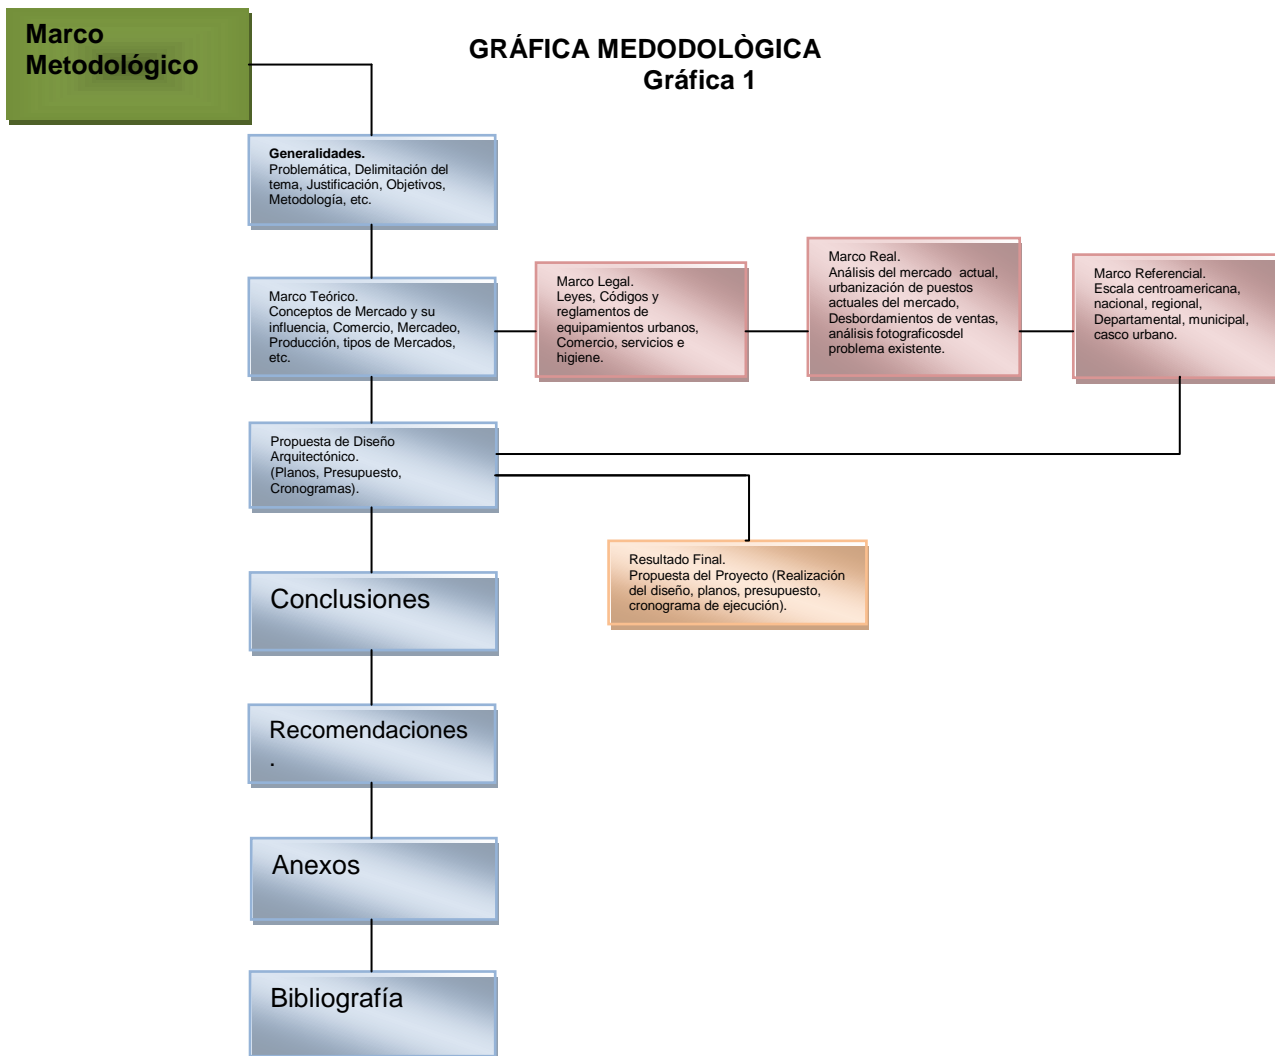 Marco
Metodológico
GRÁFICA MEDODOLÒGICA
Gráfica 1
Generalidades.
Problemática, Delimitación del
tema, Justificación, Objetivos,
Metodología, etc.
Marco Teórico.
Conceptos de Mercado y su
influencia, Comercio, Mercadeo,
Producción, tipos de Mercados,
etc.
Marco Legal.
Leyes, Códigos y
reglamentos de
equipamientos urbanos,
Comercio, servicios e
higiene.
Marco Real.
Análisis del mercado actual,
urbanización de puestos
actuales del mercado,
Desbordamientos de ventas,
análisis fotograficosdel
problema existente.
Marco Referencial.
Escala centroamericana,
nacional, regional,
Departamental, municipal,
casco urbano.
Propuesta de Diseño
Arquitectónico.
(Planos, Presupuesto,
Cronogramas).
Resultado Final.
Propuesta del Proyecto (Realización
del diseño, planos, presupuesto,
cronograma de ejecución).
Conclusiones
Recomendaciones
.
Anexos
Bibliografía